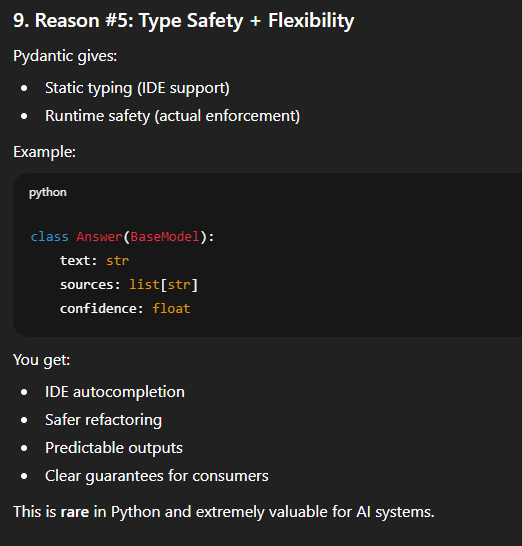 9. Reason #5: Type Safety + Flexibility
Pydantic gives:
• Static typing (IDE support)
• Runtime safety (actual enforcement)
Example:
python
class Answer(BaseModel):
    text: str
    sources: list[str]
    confidence: float
You get:
• IDE autocompletion
• Safer refactoring
• Predictable outputs
• Clear guarantees for consumers
This is rare in Python and extremely valuable for AI systems.